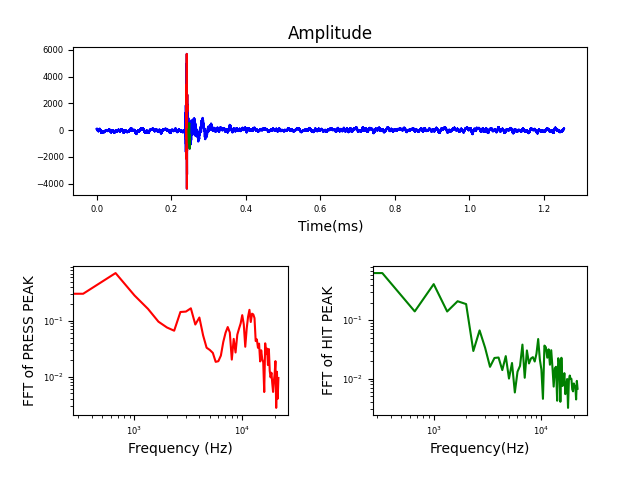 Amplitude
6000
4000
2000
0
−2000
−4000
0.0 0.2 0.4 0.6 0.8 1.0 1.2
Time(ms)
FFT of PRESS PEAK
10⁻¹
10⁻²
10³ 10⁴
Frequency (Hz)
FFT of HIT PEAK
10⁻¹
10⁻²
10³ 10⁴
Frequency(Hz)